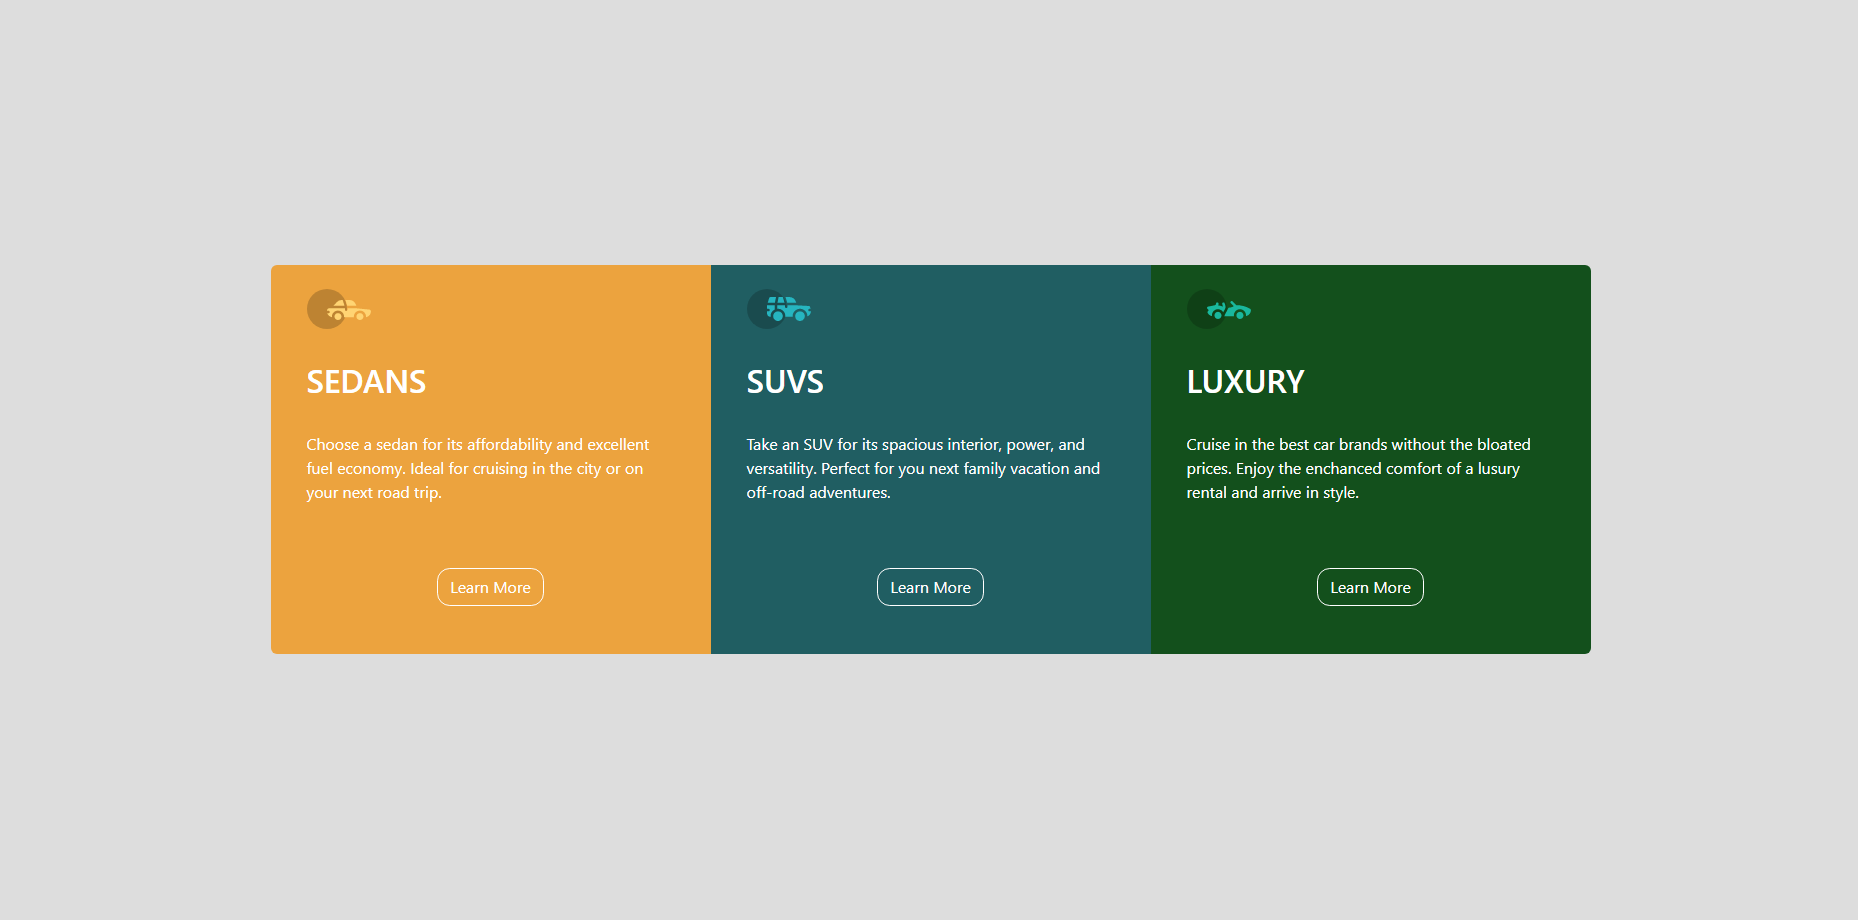 SEDANS
Choose a sedan for its affordability and excellent
fuel economy. Ideal for cruising in the city or on
your next road trip.
Learn More
SUVS
Take an SUV for its spacious interior, power, and
versatility. Perfect for you next family vacation and
off-road adventures.
Learn More
LUXURY
Cruise in the best car brands without the bloated
prices. Enjoy the enchanced comfort of a lusury
rental and arrive in style.
Learn More